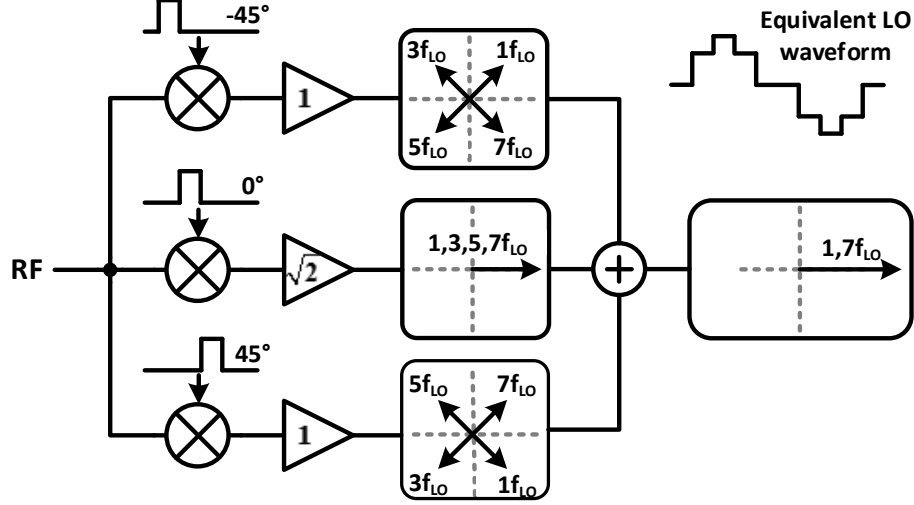 -45°
Equivalent LO
waveform
3fLO 1fLO
1
5fLO 7fLO
0°
RF
√2
1,3,5,7fLO
+
1,7fLO
45°
5fLO 7fLO
1
3fLO 1fLO